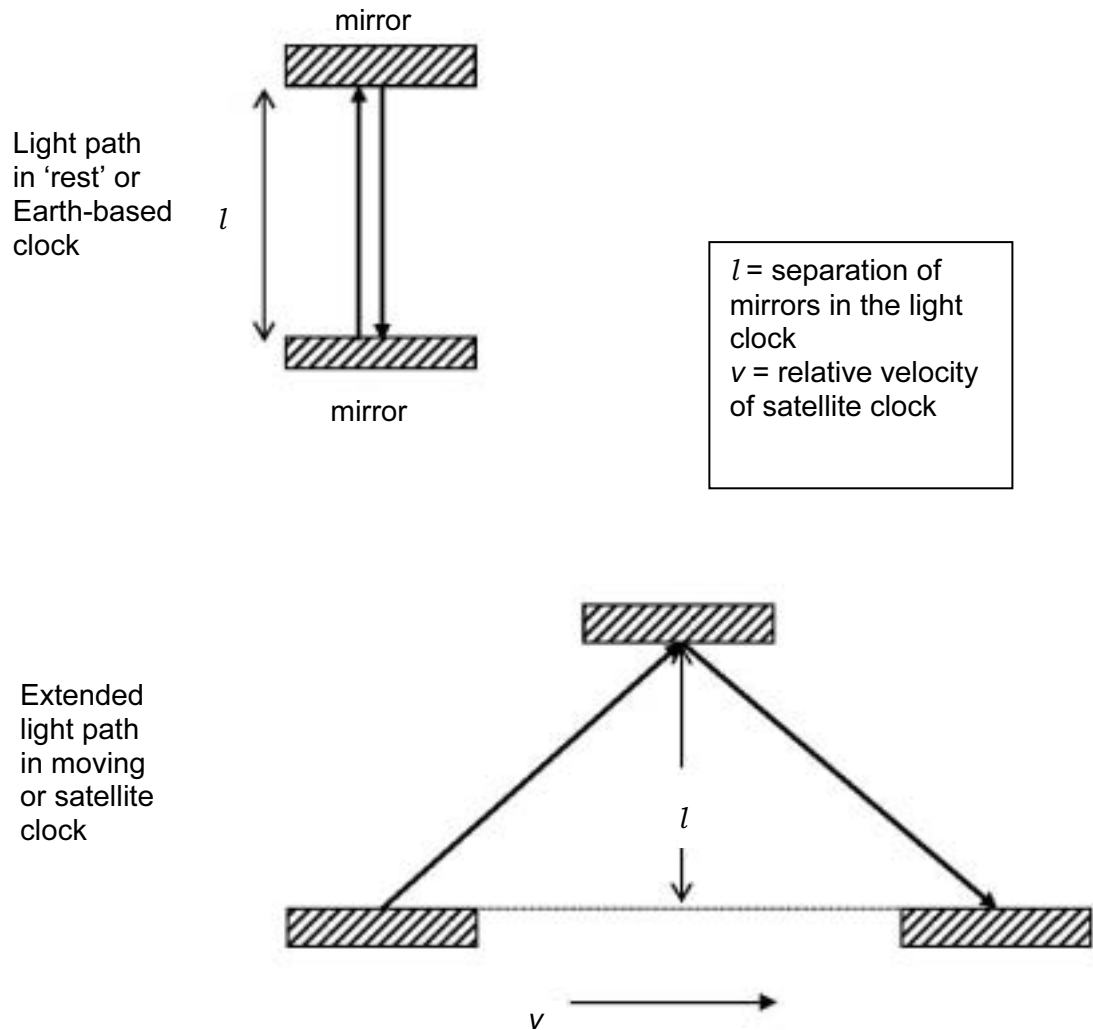 mirror
Light path
in ‘rest’ or
Earth-based
clock
l
mirror
l = separation of
mirrors in the light
clock
v = relative velocity
of satellite clock
Extended
light path
in moving
or satellite
clock
l
v